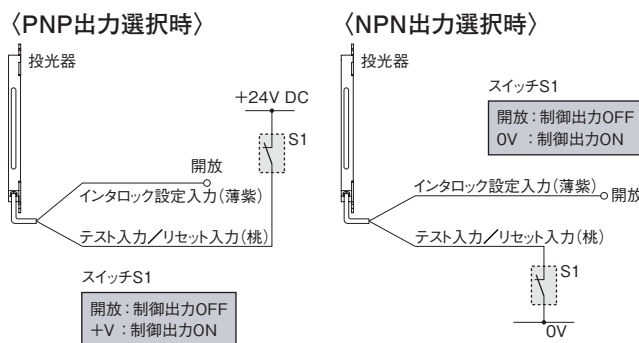 〈PNP出力選択時〉
投光器
+24V DC
S1
開放
インタロック設定入力(薄紫)
テスト入力／リセット入力(桃)
スイッチS1
開放：制御出力OFF
+V ：制御出力ON
〈NPN出力選択時〉
投光器
スイッチS1
開放：制御出力OFF
0V ：制御出力ON
インタロック設定入力(薄紫)
開放
テスト入力／リセット入力(桃)
S1
0V